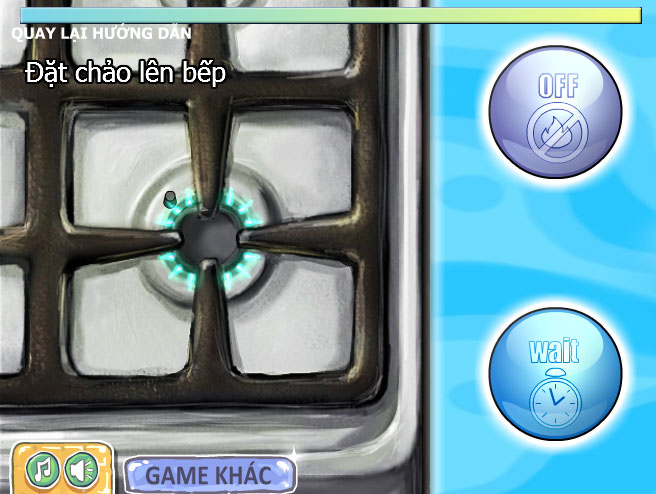 QUAY LẠI HƯỚNG DẪN
Đặt chảo lên bếp
OFF
wait
GAME KHÁC